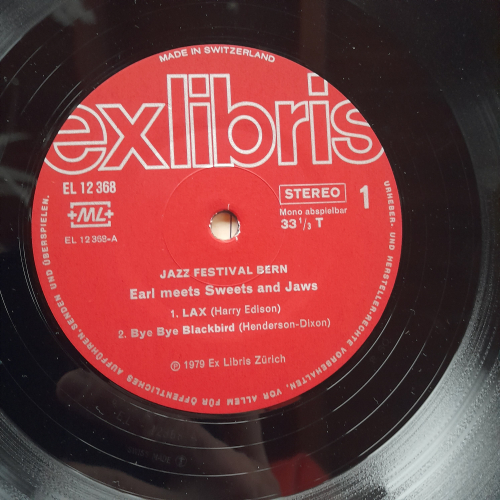 MADE IN SWITZERLAND
exlibris
EL 12 368
ML
EL 12 368-A
STEREO
1
Mono abspielbar
33 1/3 T
JAZZ FESTIVAL BERN
Earl meets Sweets and Jaws
1. LAX (Harry Edison)
2. Bye Bye Blackbird (Henderson-Dixon)
℗ 1979 Ex Libris Zürich
URHEBER- UND HERSTELLER-RECHTE VORBEHALTEN, VOR ALLEM FÜR ÖFFENTLICHES AUFFÜHREN, SENDEN UND ÜBERSPIELEN.